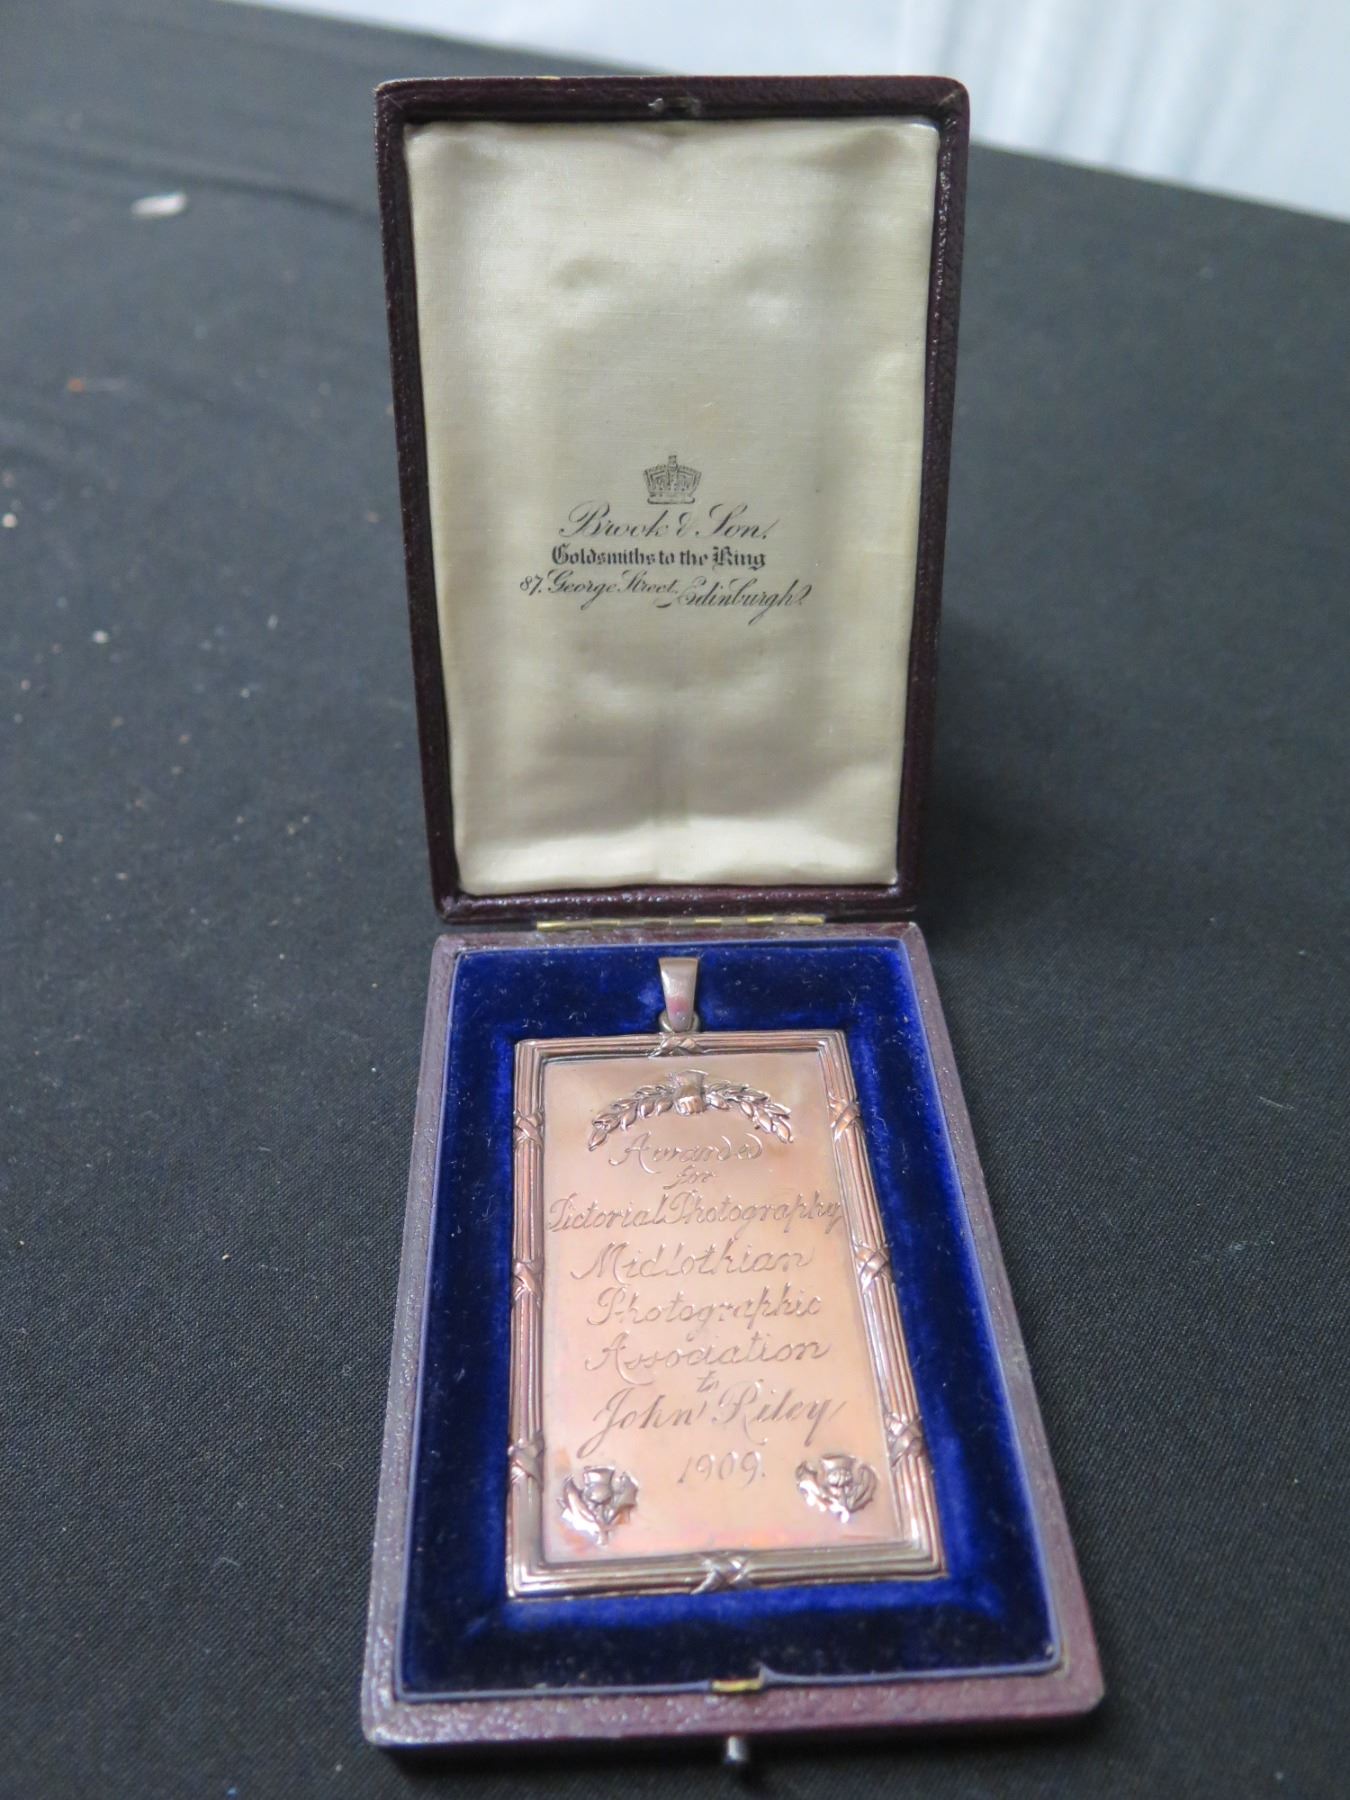 Brook & Son,
Goldsmiths to the King
87, George Street, Edinburgh.
Awarded
for
Pictorial Photography
Midlothian
Photographic
Association
to
John Riley
1909.